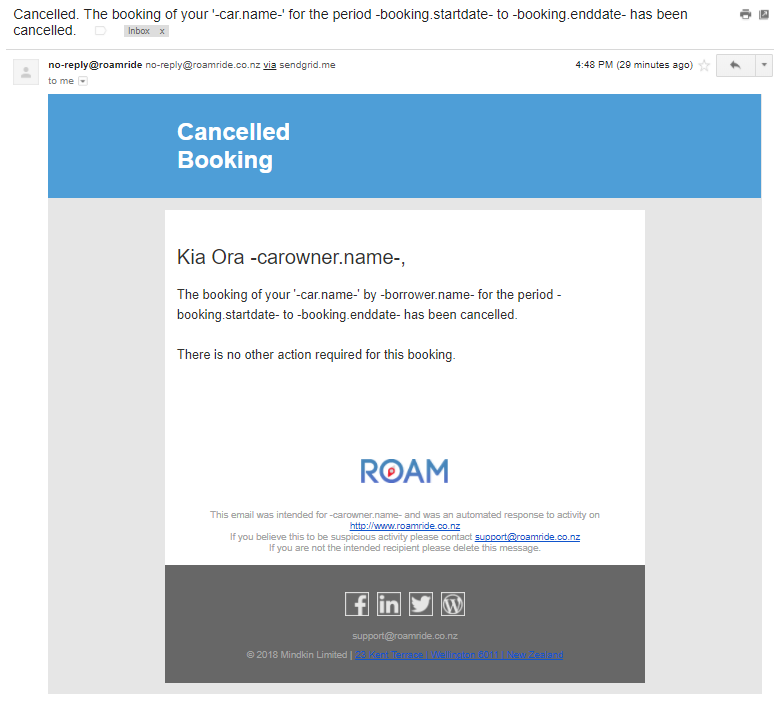 Cancelled. The booking of your '-car.name-' for the period -booking.startdate- to -booking.enddate- has been
cancelled. Inbox x
no-reply@roamride no-reply@roamride.co.nz via sendgrid.me 4:48 PM (29 minutes ago)
to me
Cancelled
Booking
Kia Ora -carowner.name-,
The booking of your '-car.name-' by -borrower.name- for the period -
booking.startdate- to -booking.enddate- has been cancelled.
There is no other action required for this booking.
ROAM
This email was intended for -carowner.name- and was an automated response to activity on
http://www.roamride.co.nz
If you believe this to be suspicious activity please contact support@roamride.co.nz
If you are not the intended recipient please delete this message.
support@roamride.co.nz
© 2018 Mindkin Limited | 29 Kent Terrace | Wellington 6011 | New Zealand